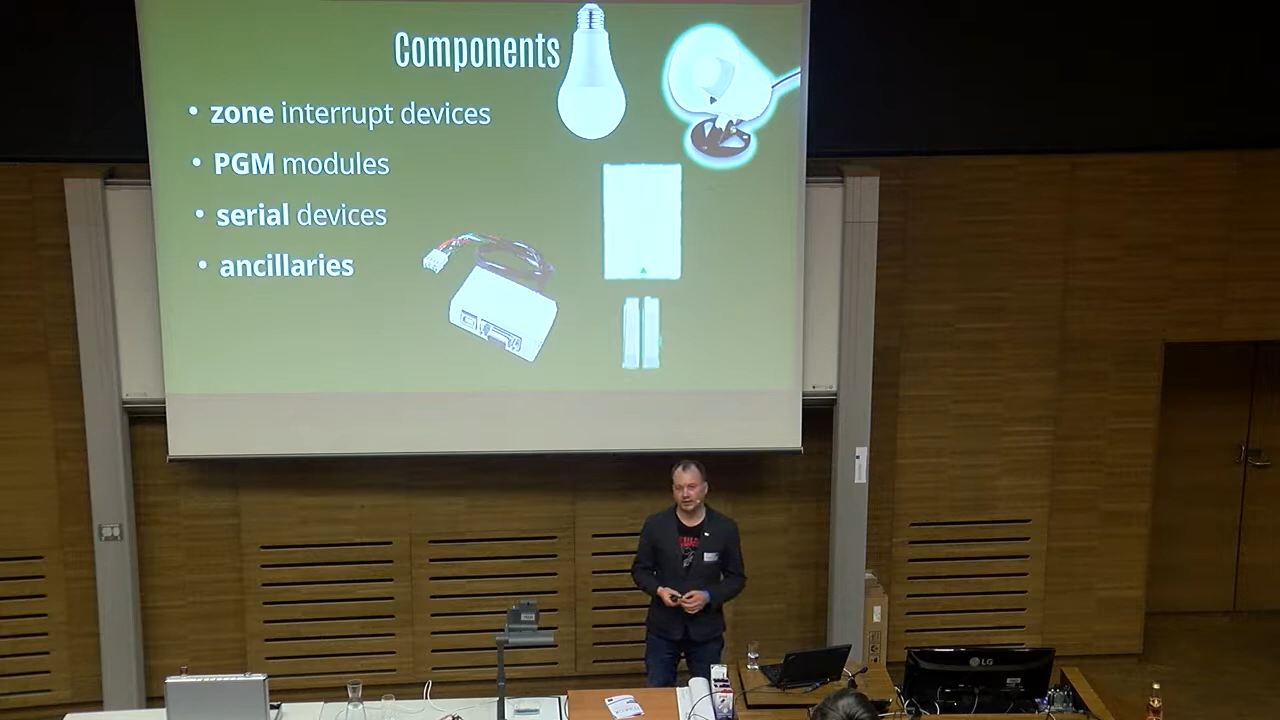 Components
• zone interrupt devices
• PGM modules
• serial devices
• ancillaries
LG